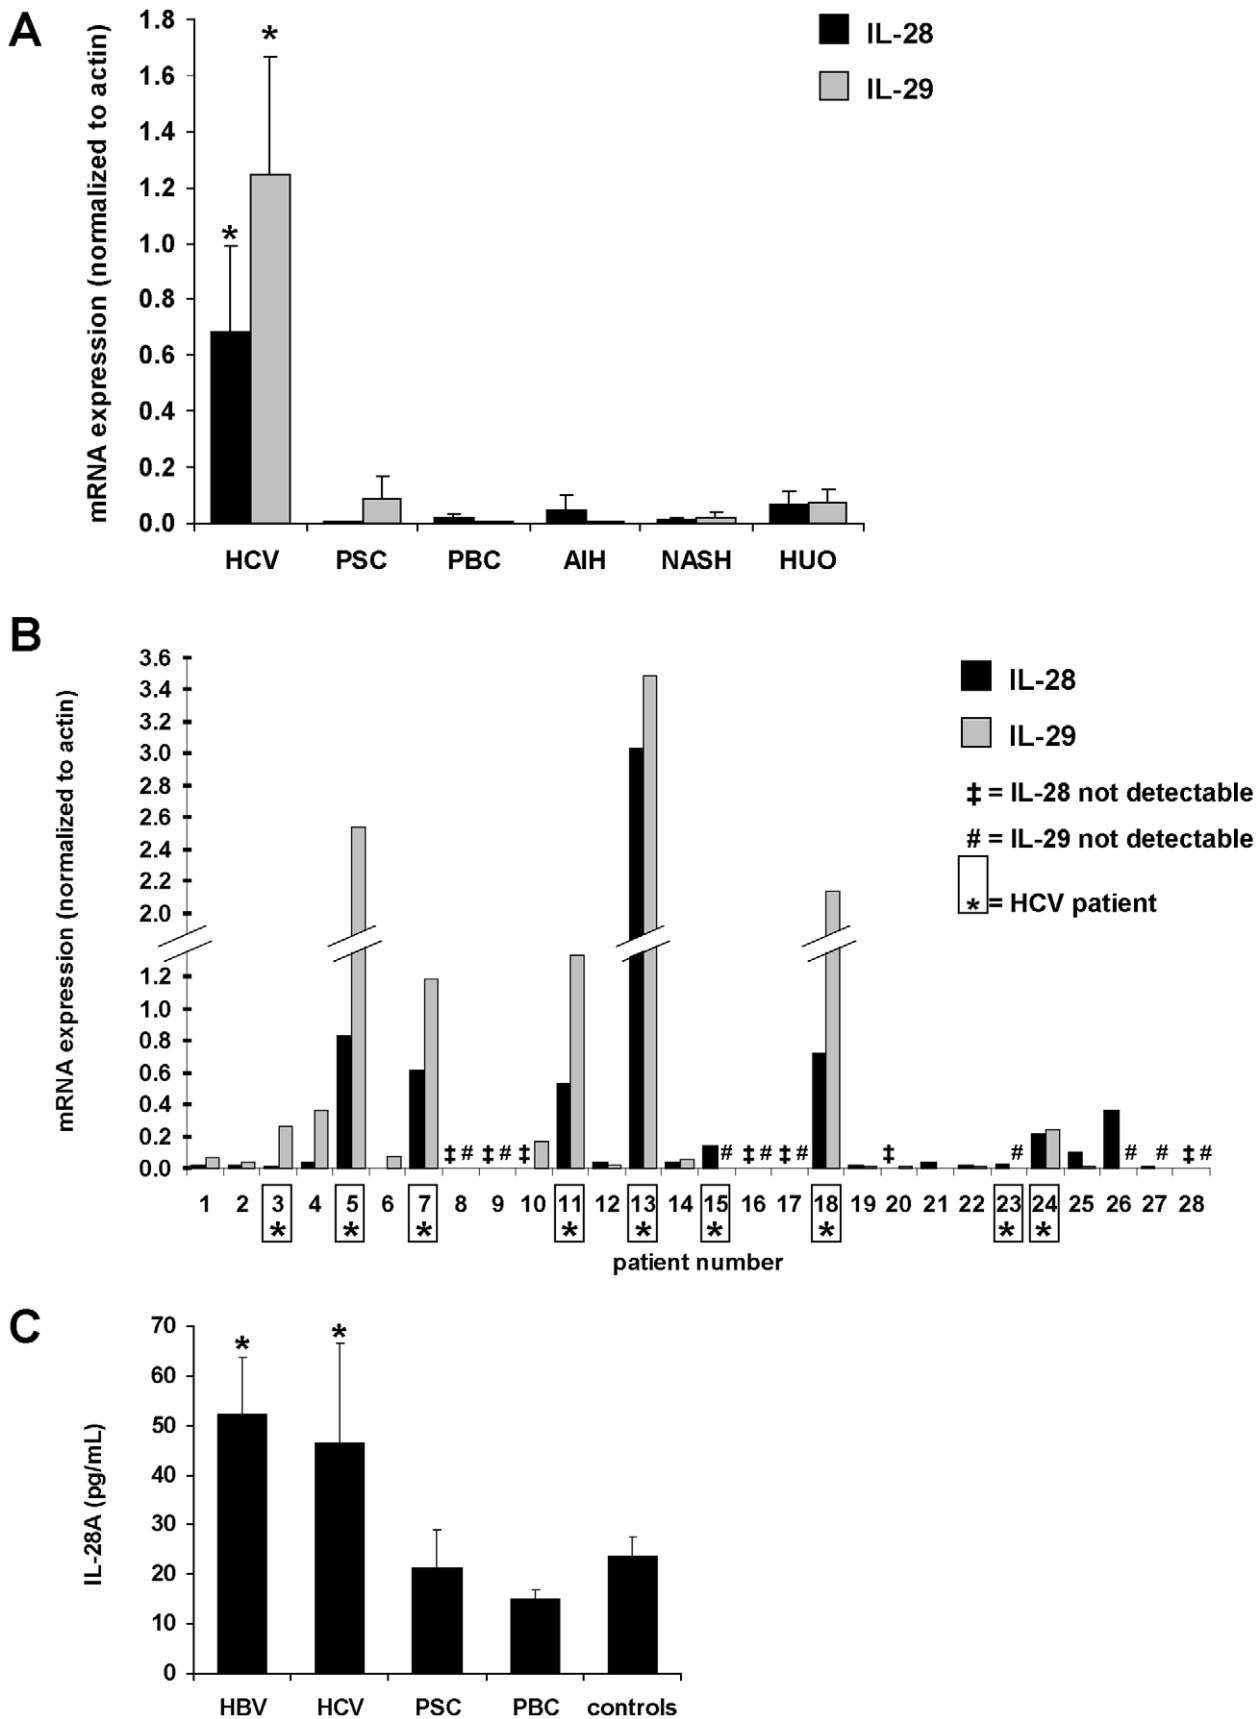 A
mRNA expression (normalized to actin)
1.8
1.6
1.4
1.2
1.0
0.8
0.6
0.4
0.2
0.0
* *
IL-28
IL-29
HCV PSC PBC AIH NASH HUO
B
mRNA expression (normalized to actin)
3.6
3.4
3.2
3.0
2.8
2.6
2.4
2.2
2.0
1.2
1.0
0.8
0.6
0.4
0.2
0.0
IL-28
IL-29
‡ = IL-28 not detectable
# = IL-29 not detectable
* = HCV patient
‡ # ‡ # ‡ # ‡ # ‡ # ‡ # # # ‡ #
1 2 3 4 5 6 7 8 9 10 11 12 13 14 15 16 17 18 19 20 21 22 23 24 25 26 27 28
* * * * * * * * *
patient number
C
IL-28A (pg/mL)
70
60
50
40
30
20
10
0
* *
HBV HCV PSC PBC controls